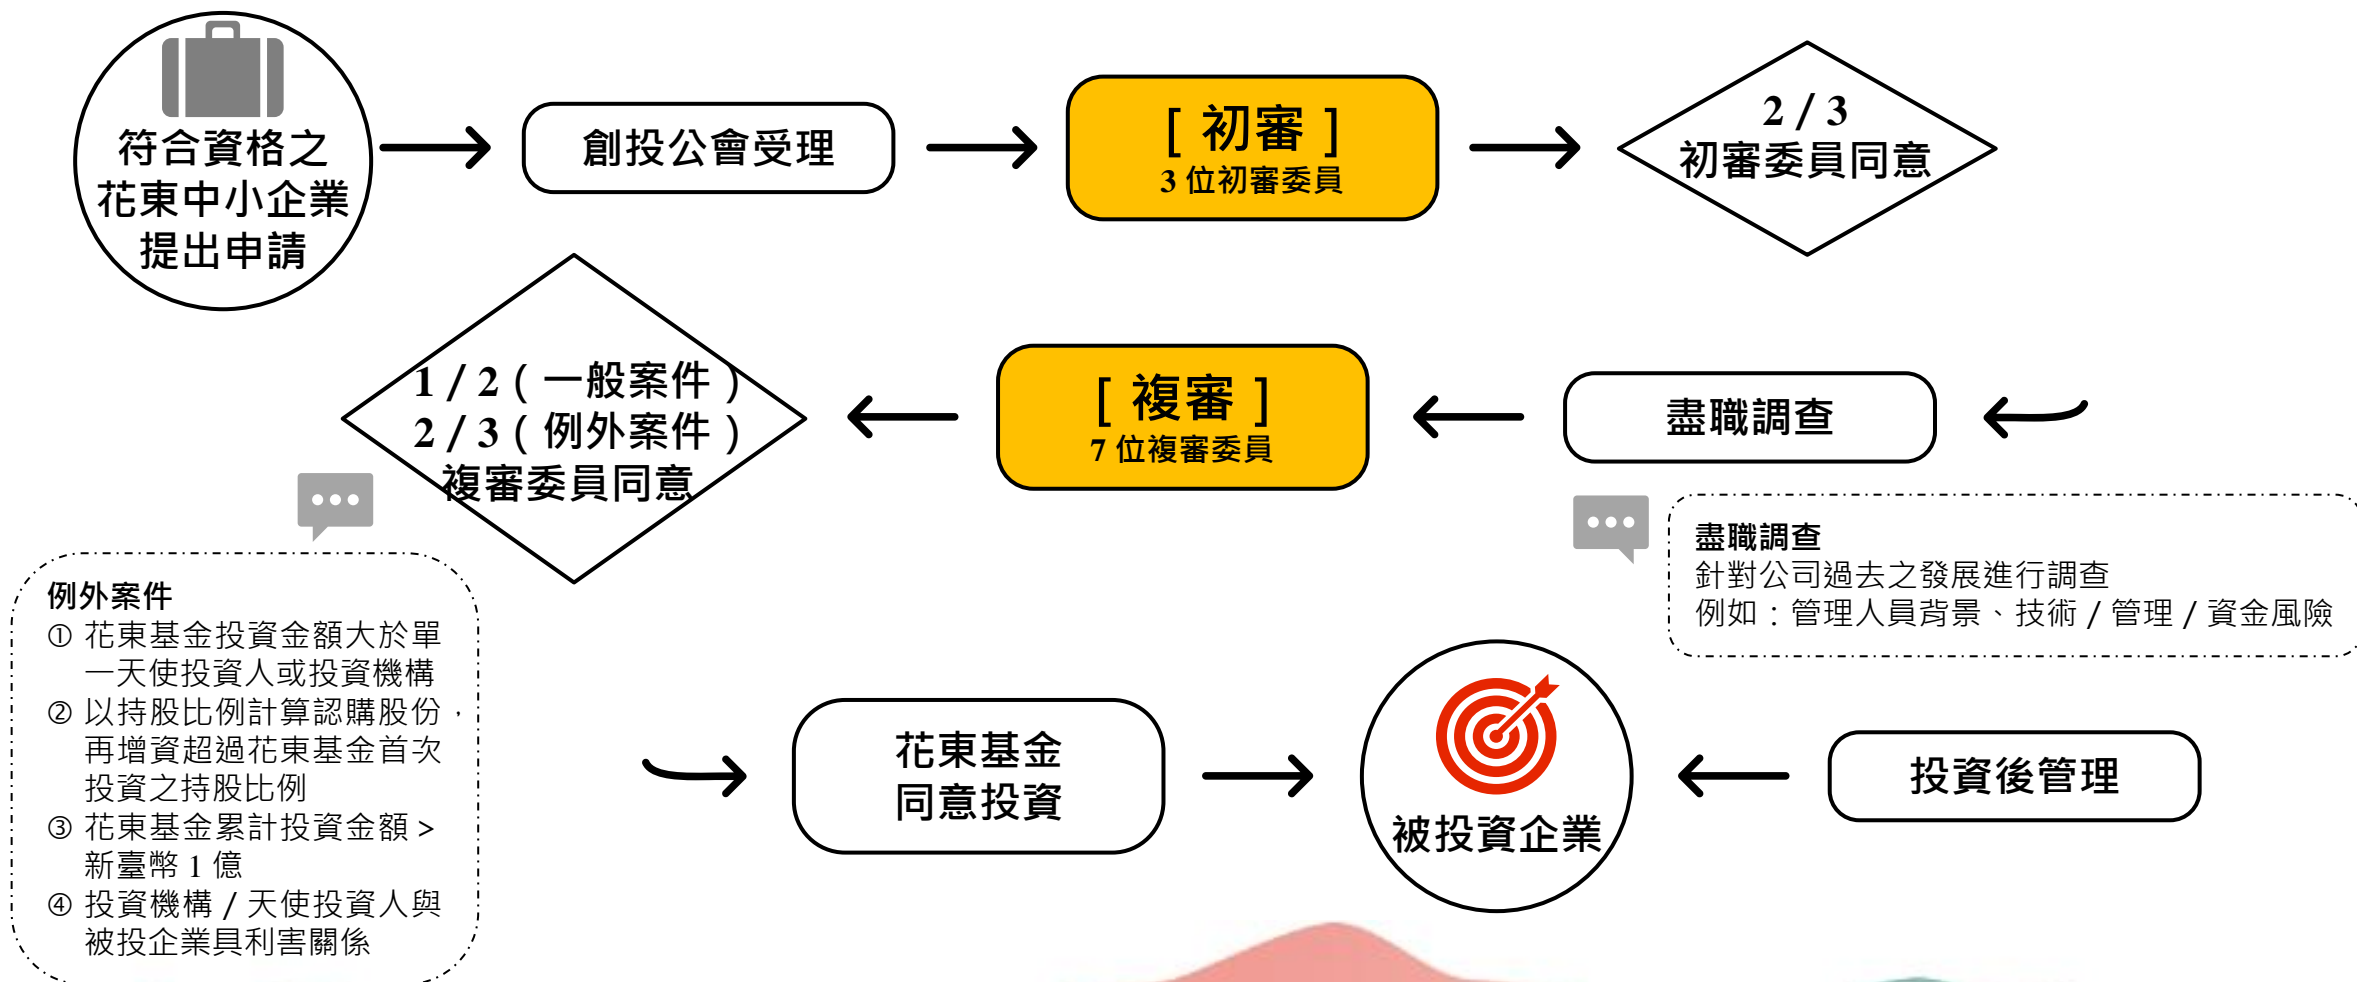 符合資格之
花東中小企業
提出申請
創投公會受理
[ 初審 ]
3 位初審委員
2 / 3
初審委員同意
1 / 2 ( 一般案件 )
2 / 3 ( 例外案件 )
複審委員同意
[ 複審 ]
7 位複審委員
盡職調查
盡職調查
針對公司過去之發展進行調查
例如：管理人員背景、技術 / 管理 / 資金風險
例外案件
① 花東基金投資金額大於單
一天使投資人或投資機構
② 以持股比例計算認購股份，
再增資超過花東基金首次
投資之持股比例
③ 花東基金累計投資金額 >
新臺幣 1 億
④ 投資機構 / 天使投資人與
被投企業具利害關係
花東基金
同意投資
被投資企業
投資後管理